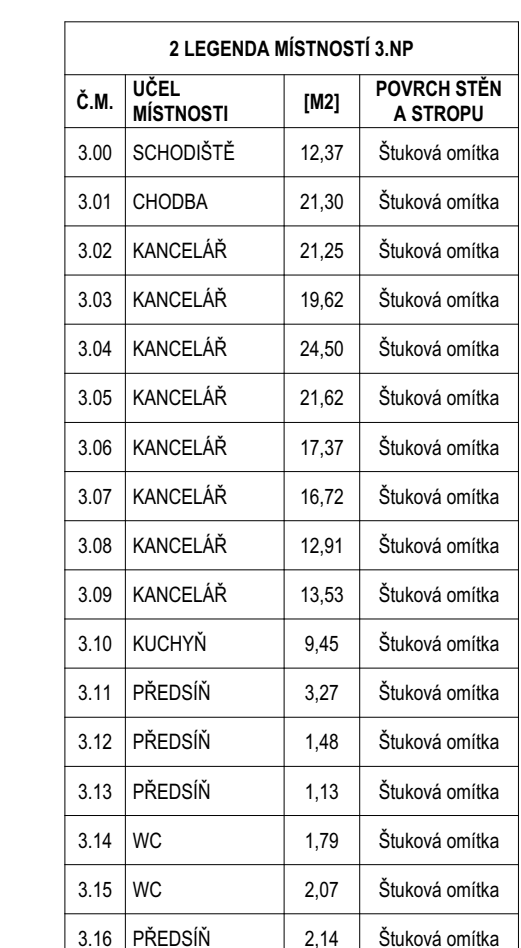 2 LEGENDA MÍSTNOSTÍ 3.NP
Č.M. UČEL MÍSTNOSTI [M2] POVRCH STĚN A STROPU
3.00 SCHODIŠTĚ 12,37 Štuková omítka
3.01 CHODBA 21,30 Štuková omítka
3.02 KANCELÁŘ 21,25 Štuková omítka
3.03 KANCELÁŘ 19,62 Štuková omítka
3.04 KANCELÁŘ 24,50 Štuková omítka
3.05 KANCELÁŘ 21,62 Štuková omítka
3.06 KANCELÁŘ 17,37 Štuková omítka
3.07 KANCELÁŘ 16,72 Štuková omítka
3.08 KANCELÁŘ 12,91 Štuková omítka
3.09 KANCELÁŘ 13,53 Štuková omítka
3.10 KUCHYŇ 9,45 Štuková omítka
3.11 PŘEDSÍŇ 3,27 Štuková omítka
3.12 PŘEDSÍŇ 1,48 Štuková omítka
3.13 PŘEDSÍŇ 1,13 Štuková omítka
3.14 WC 1,79 Štuková omítka
3.15 WC 2,07 Štuková omítka
3.16 PŘEDSÍŇ 2,14 Štuková omítka